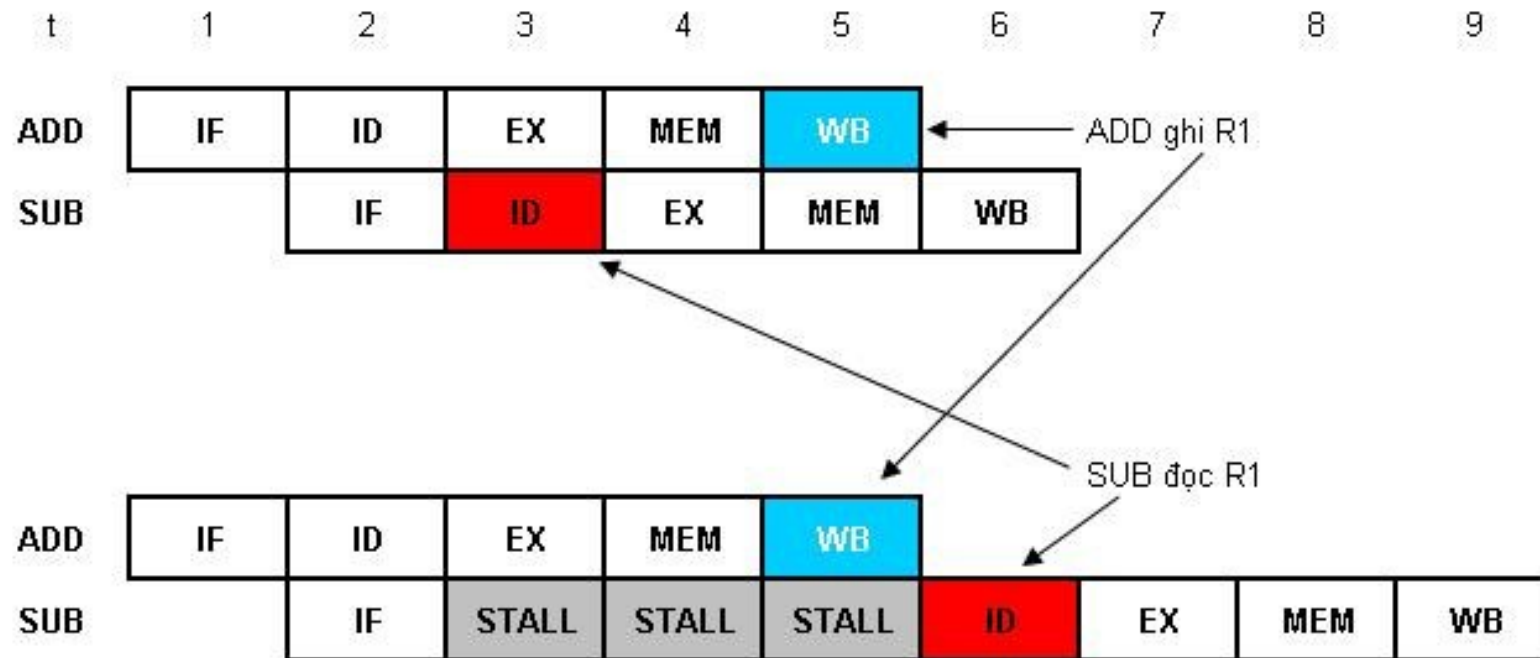 t 1 2 3 4 5 6 7 8 9
ADD IF ID EX MEM WB ADD ghi R1
SUB IF ID EX MEM WB
SUB đọc R1
ADD IF ID EX MEM WB
SUB IF STALL STALL STALL ID EX MEM WB